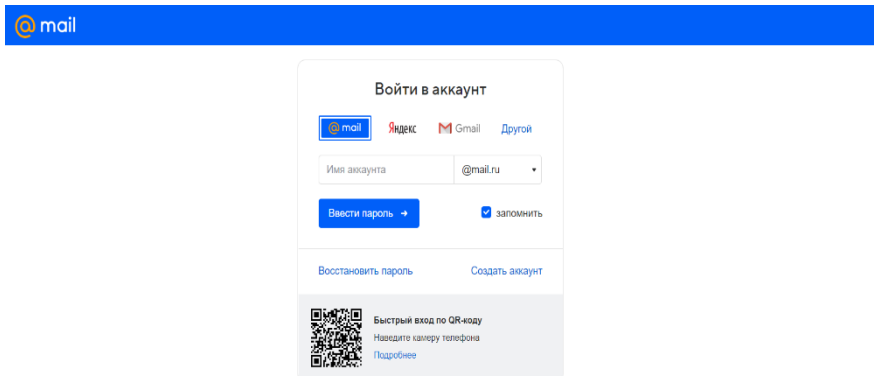 @ mail
Войти в аккаунт
@ mail Яндекс Gmail Другой
Имя аккаунта @mail.ru
Ввести пароль → запомнить
Восстановить пароль Создать аккаунт
Быстрый вход по QR-коду
Наведите камеру телефона
Подробнее